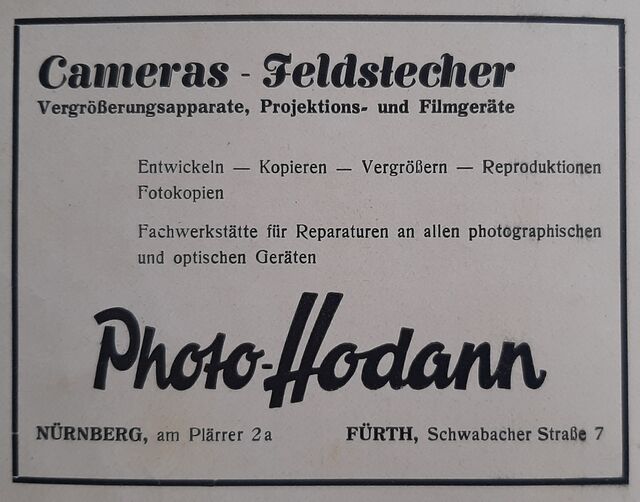 Cameras - Feldstecher
Vergrößerungsapparate, Projektions- und Filmgeräte
Entwickeln — Kopieren — Vergrößern — Reproduktionen
Fotokopien
Fachwerkstätte für Reparaturen an allen photographischen
und optischen Geräten
Photo-Hodann
NÜRNBERG, am Plärrer 2a FÜRTH, Schwabacher Straße 7